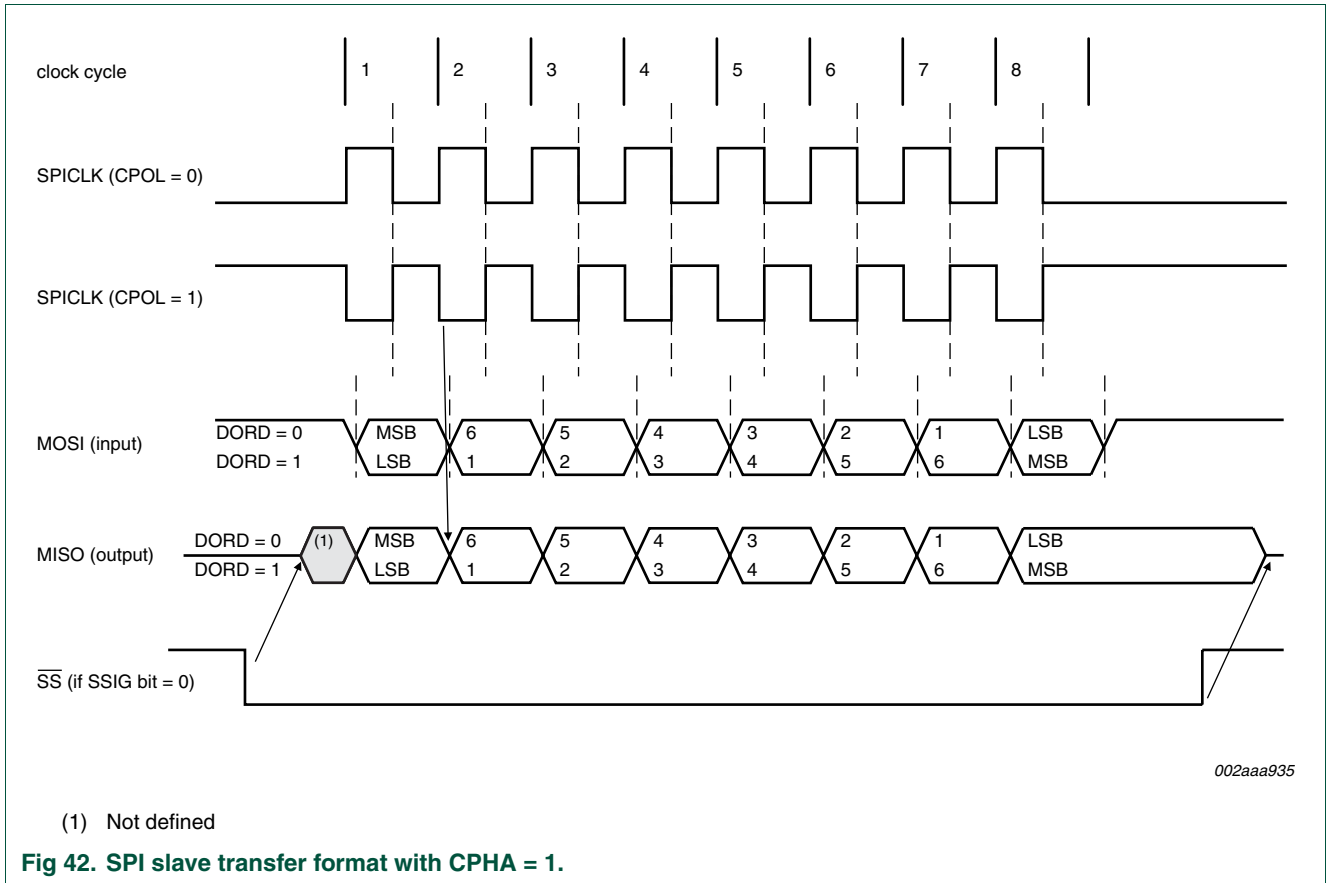 clock cycle 1 2 3 4 5 6 7 8
SPICLK (CPOL = 0)
SPICLK (CPOL = 1)
MOSI (input)
DORD = 0 MSB 6 5 4 3 2 1 LSB
DORD = 1 LSB 1 2 3 4 5 6 MSB
MISO (output)
DORD = 0 (1) MSB 6 5 4 3 2 1 LSB
DORD = 1 LSB 1 2 3 4 5 6 MSB
S̅S̅ (if SSIG bit = 0)
002aaa935
(1) Not defined
Fig 42. SPI slave transfer format with CPHA = 1.